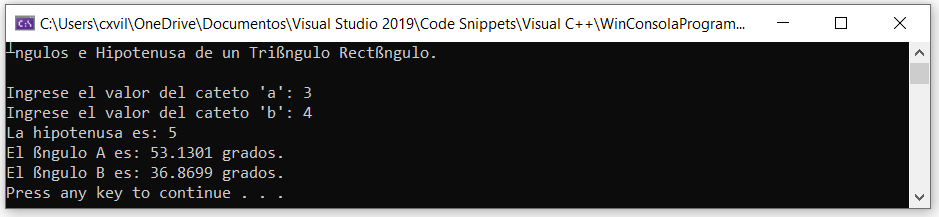 C:\Users\cxvil\OneDrive\Documentos\Visual Studio 2019\Code Snippets\Visual C++\WinConsolaProgram...
┴ngulos e Hipotenusa de un Trißngulo Rectßngulo.
Ingrese el valor del cateto 'a': 3
Ingrese el valor del cateto 'b': 4
La hipotenusa es: 5
El ßngulo A es: 53.1301 grados.
El ßngulo B es: 36.8699 grados.
Press any key to continue . . .